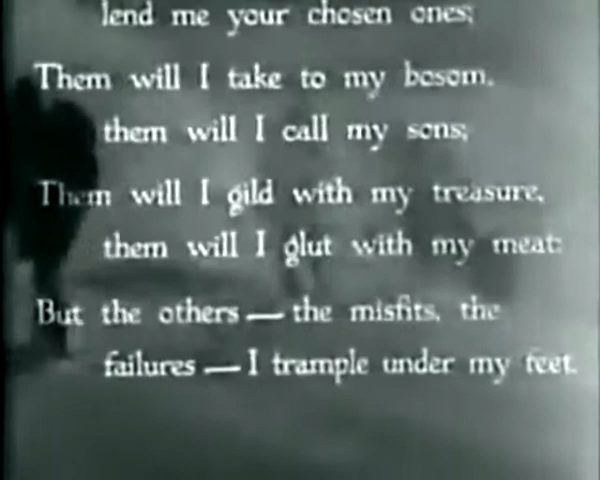 lend me your chosen ones;
Them will I take to my bosom,
them will I call my sons;
Them will I gild with my treasure,
them will I glut with my meat:
But the others — the misfits, the
failures — I trample under my feet.